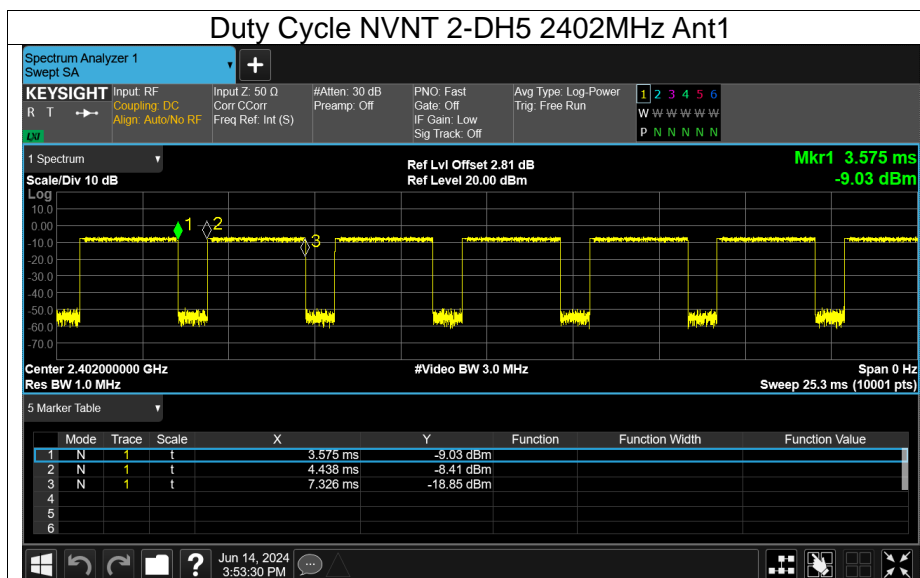 Duty Cycle NVNT 2-DH5 2402MHz Ant1
Spectrum Analyzer 1
Swept SA
+
KEYSIGHT Input: RF Input Z: 50 Ω #Atten: 30 dB PNO: Fast Avg Type: Log-Power 1 2 3 4 5 6
R T Coupling: DC Corr CCorr Preamp: Off Gate: Off Trig: Free Run W W W W W W
Align: Auto/No RF Freq Ref: Int (S) IF Gain: Low
LXI Sig Track: Off P N N N N N
1 Spectrum Ref Lvl Offset 2.81 dB Mkr1 3.575 ms
Scale/Div 10 dB Ref Level 20.00 dBm -9.03 dBm
Log
10.0
0.00
-10.0
-20.0
-30.0
-40.0
-50.0
-60.0
-70.0
1
2
3
Center 2.402000000 GHz #Video BW 3.0 MHz Span 0 Hz
Res BW 1.0 MHz Sweep 25.3 ms (10001 pts)
5 Marker Table
Mode Trace Scale X Y Function Function Width Function Value
1 N 1 t 3.575 ms -9.03 dBm
2 N 1 t 4.438 ms -8.41 dBm
3 N 1 t 7.326 ms -18.85 dBm
4
5
6
? Jun 14, 2024
3:53:30 PM